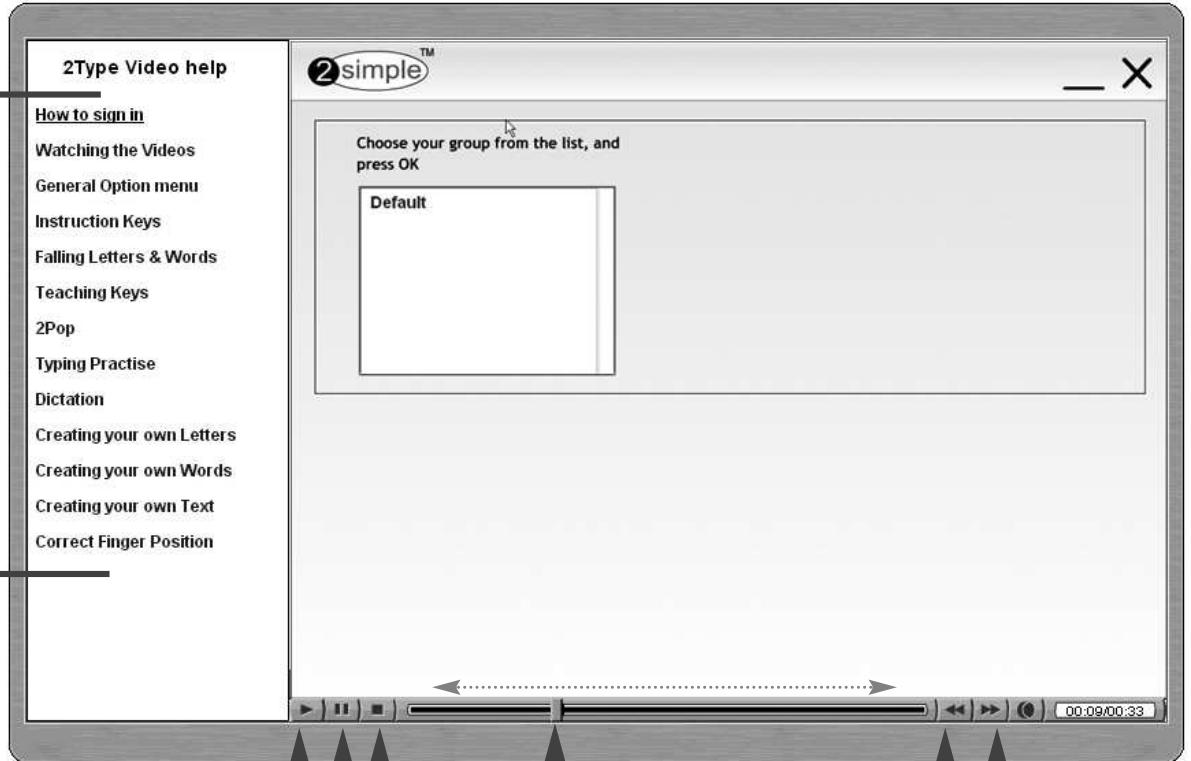 2Type Video help
How to sign in
Watching the Videos
General Option menu
Instruction Keys
Falling Letters & Words
Teaching Keys
2Pop
Typing Practise
Dictation
Creating your own Letters
Creating your own Words
Creating your own Text
Correct Finger Position
2simple TM
Choose your group from the list, and
press OK
Default
00:09/00:33